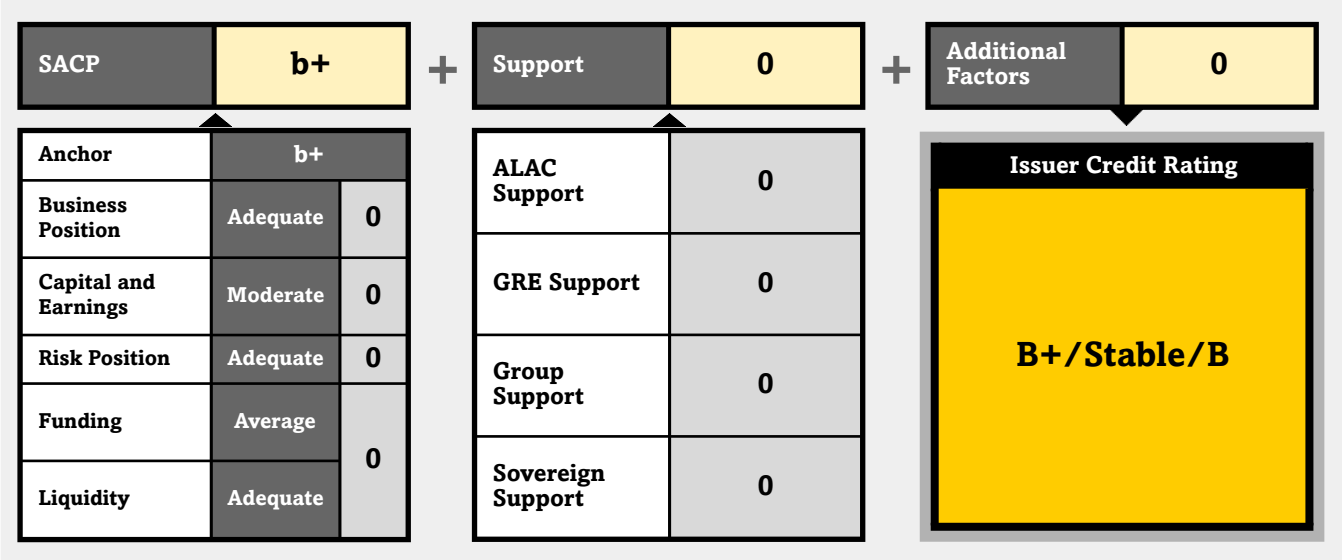 SACP
b+
+
Support
0
+
Additional
Factors
0
Anchor
b+
Business
Position
Adequate
0
Capital and
Earnings
Moderate
0
Risk Position
Adequate
0
Funding
Average
0
Liquidity
Adequate
ALAC
Support
0
GRE Support
0
Group
Support
0
Sovereign
Support
0
Issuer Credit Rating
B+/Stable/B